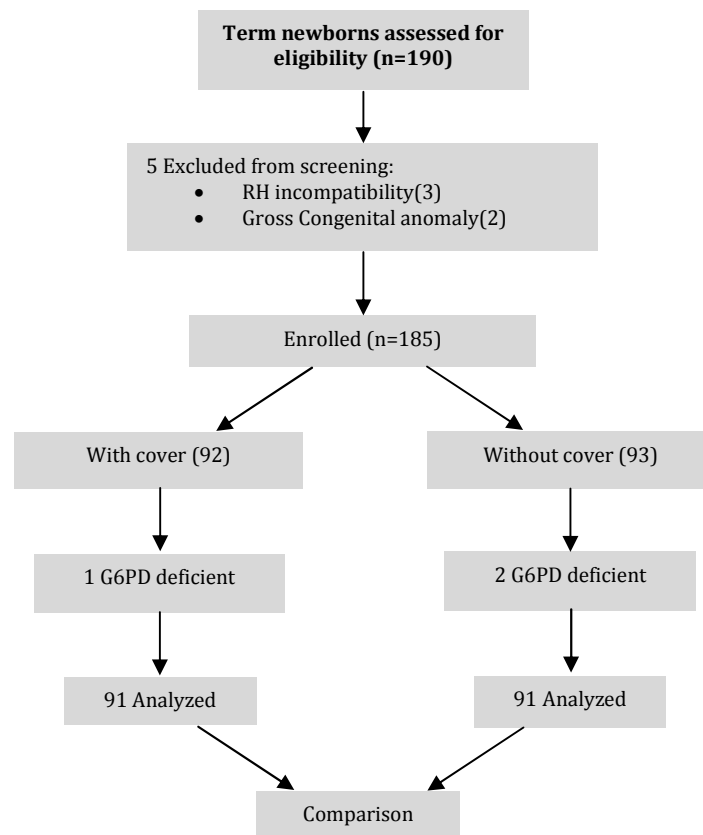 Term newborns assessed for
eligibility (n=190)
5 Excluded from screening:
• RH incompatibility(3)
• Gross Congenital anomaly(2)
Enrolled (n=185)
With cover (92)
Without cover (93)
1 G6PD deficient
2 G6PD deficient
91 Analyzed
91 Analyzed
Comparison